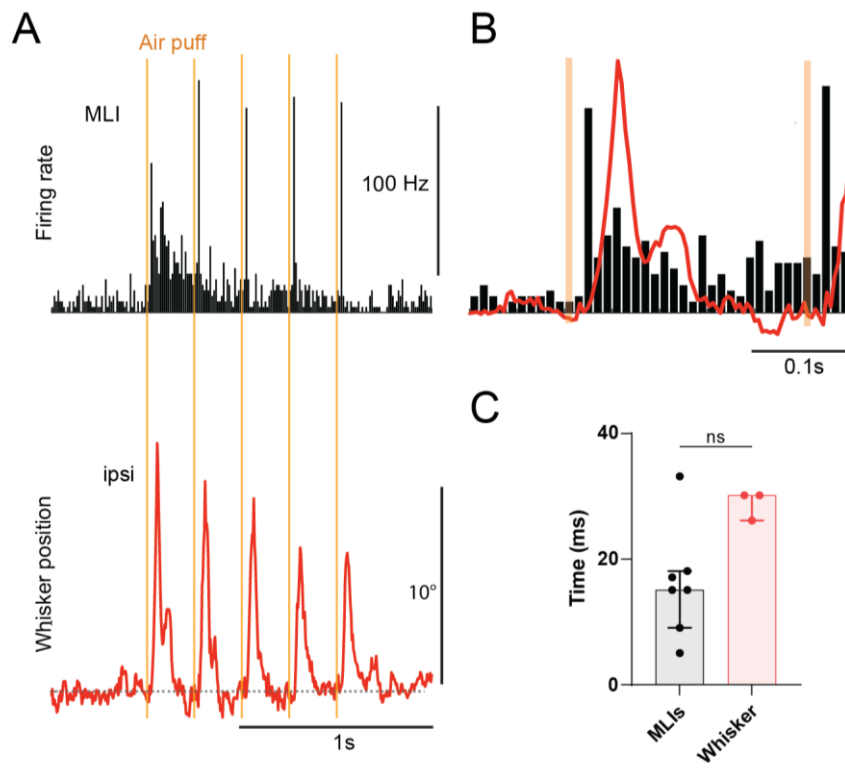 A
Air puff
MLI
Firing rate
100 Hz
ipsi
Whisker position
10°
1s
B
0.1s
C
ns
40
20
0
Time (ms)
MLIs
Whisker